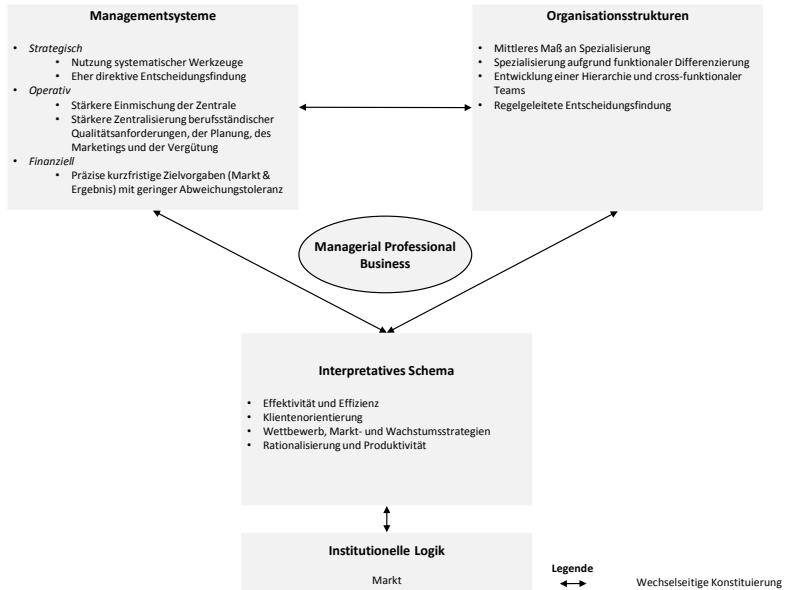 Managementsysteme
• Strategisch
• Nutzung systematischer Werkzeuge
• Eher direktive Entscheidungsfindung
• Operativ
• Stärkere Einmischung der Zentrale
• Stärkere Zentralisierung berufsständischer
Qualitätsanforderungen, der Planung, des
Marketings und der Vergütung
• Finanziell
• Präzise kurzfristige Zielvorgaben (Markt &
Ergebnis) mit geringer Abweichungstoleranz
Organisationsstrukturen
• Mittleres Maß an Spezialisierung
• Spezialisierung aufgrund funktionaler Differenzierung
• Entwicklung einer Hierarchie und cross-funktionaler
Teams
• Regelgeleitete Entscheidungsfindung
Managerial Professional
Business
Interpretatives Schema
• Effektivität und Effizienz
• Klientenorientierung
• Wettbewerb, Markt- und Wachstumsstrategien
• Rationalisierung und Produktivität
Institutionelle Logik
Markt
Legende
Wechselseitige Konstituierung